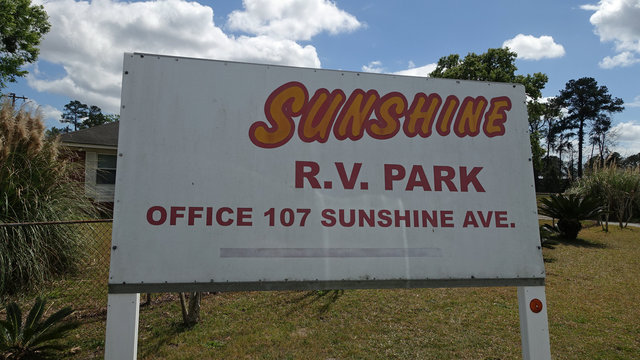 SUNSHINE
R.V. PARK
OFFICE 107 SUNSHINE AVE.